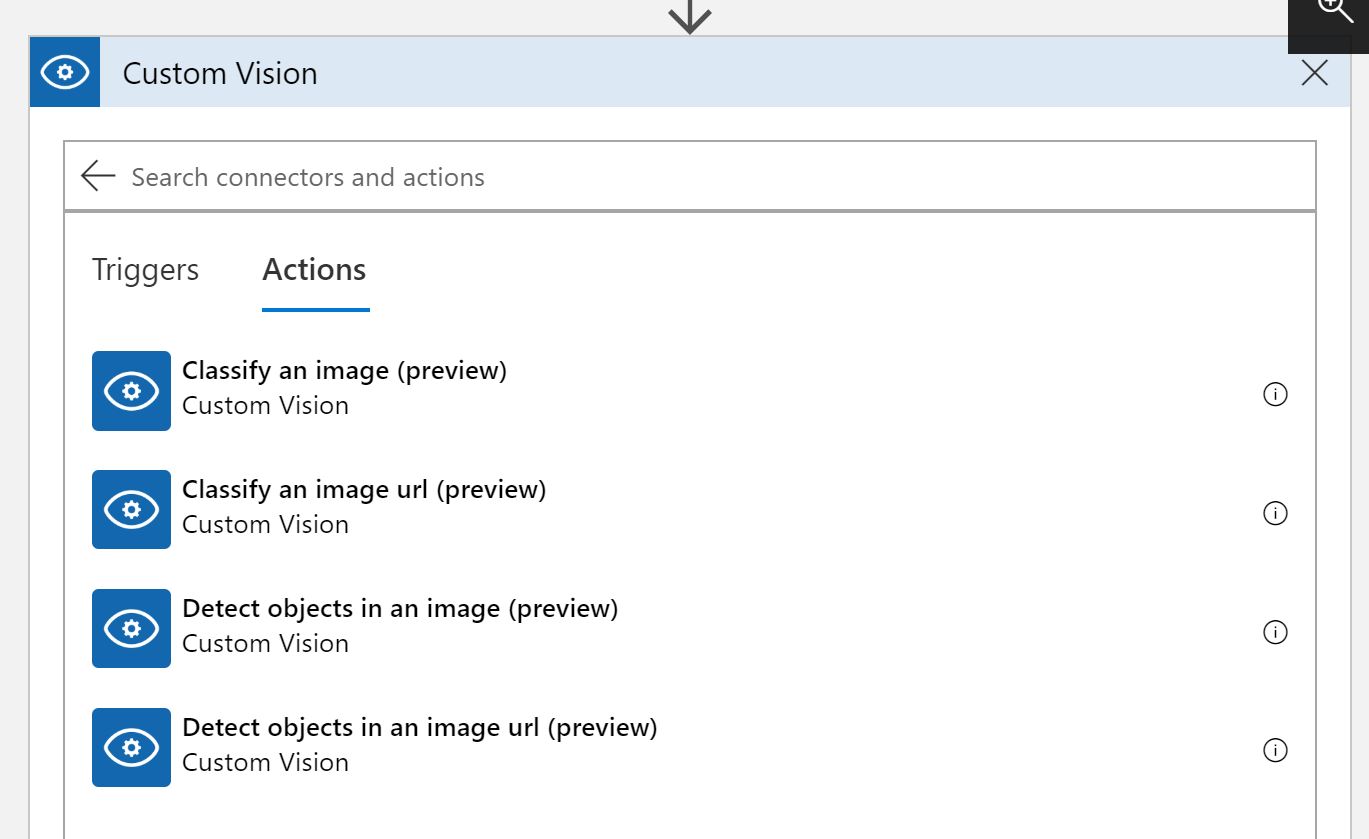 Custom Vision
Search connectors and actions
Triggers Actions
Classify an image (preview)
Custom Vision
Classify an image url (preview)
Custom Vision
Detect objects in an image (preview)
Custom Vision
Detect objects in an image url (preview)
Custom Vision